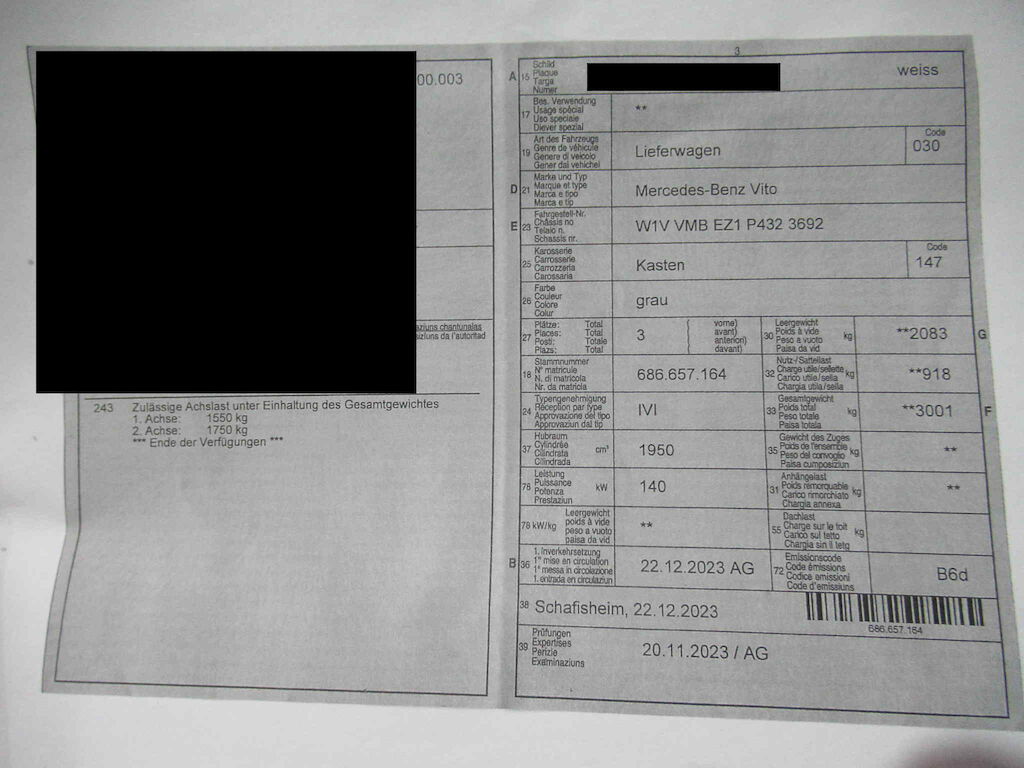 00.003
aziuns chantunalas
siziuns da l'autoritad
243 Zulässige Achslast unter Einhaltung des Gesamtgewichtes
1. Achse: 1550 kg
2. Achse: 1750 kg
*** Ende der Verfügungen ***
3
A 15 Schild
Plaque
Targa
Numer
weiss
17 Bes. Verwendung
Usage spécial
Uso speciale
Diever spezial
**
19 Art des Fahrzeugs
Genre de véhicule
Genere di veicolo
Gener dal vehichel
Lieferwagen
Code
030
D 21 Marke und Typ
Marque et type
Marca e tipo
Marca e tip
Mercedes-Benz Vito
E 23 Fahrgestell-Nr.
Châssis no
Telaio n.
Schassis nr.
W1V VMB EZ1 P432 3692
25 Karosserie
Carrosserie
Carrozzeria
Carossaria
Kasten
Code
147
26 Farbe
Couleur
Colore
Colur
grau
27 Plätze: Total
Places: Total
Posti: Totale
Plazs: Total
3
( vorne)
( avant)
( anteriori)
( davant)
30 Leergewicht
Poids à vide
Peso a vuoto
Paisa da vid
kg
**2083
G
18 Stammnummer
N° matricule
N. di matricola
Nr. da matricla
686.657.164
32 Nutz-/Sattellast
Charge utile/sellette
Carico utile/sella
Chargia utila/sella
kg
**918
24 Typengenehmigung
Réception par type
Approvazione del tipo
Approvaziun dal tip
IVI
33 Gesamtgewicht
Poids total
Peso totale
Paisa totala
kg
**3001
F
37 Hubraum
Cylindrée
Cilindrata
Cilindrada
cm³
1950
35 Gewicht des Zuges
Poids de l'ensemble
Peso del convoglio
Paisa cumposiziun
kg
**
76 Leistung
Puissance
Potenza
Prestaziun
kW
140
31 Anhängelast
Poids remorquable
Carico rimorchiato
Chargia annexa
kg
**
78 kW/kg
Leergewicht
poids à vide
peso a vuoto
paisa da vid
**
55 Dachlast
Charge sur le toit
Carico sul tetto
Chargia sin il tetg
kg
B 36 1. Inverkehrsetzung
1re mise en circulation
1a messa in circolazione
1. entrada en circulaziun
22.12.2023 AG
72 Emissionscode
Code émissions
Codice emissioni
Code d'emissiuns
B6d
38 Schafisheim, 22.12.2023
686.657.164
39 Prüfungen
Expertises
Perizie
Examinaziuns
20.11.2023 / AG